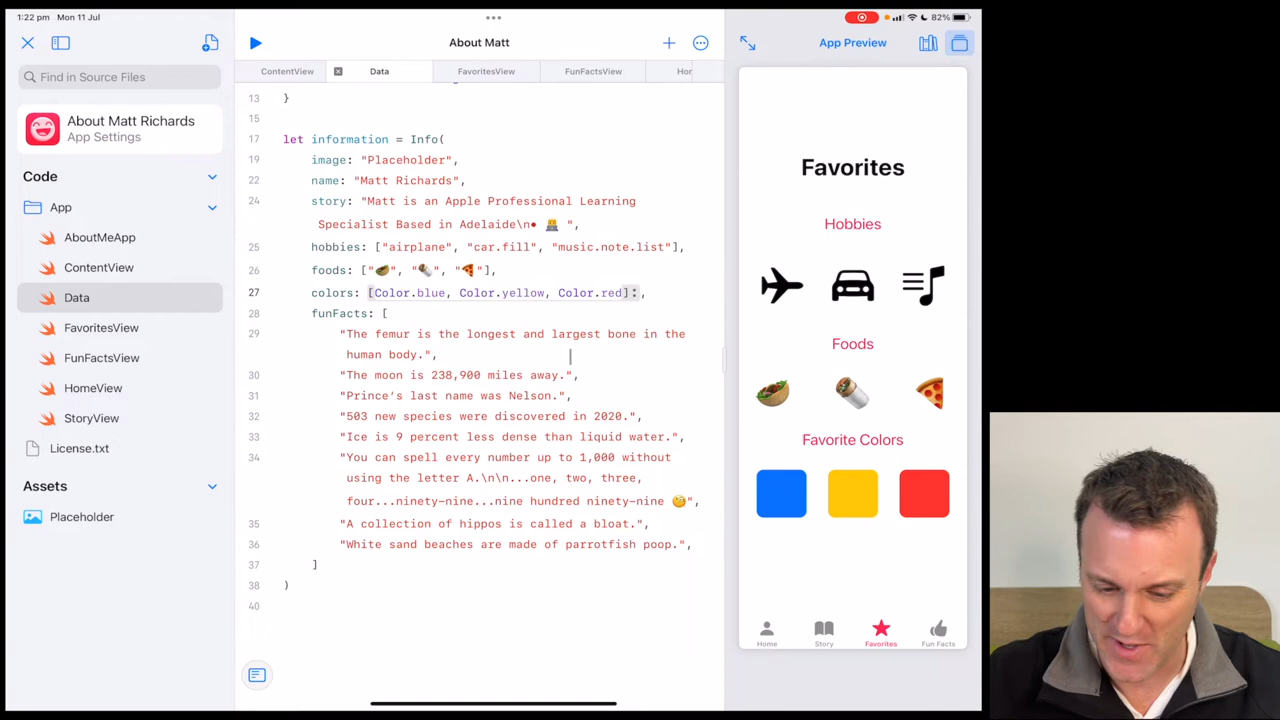 1:22 pm Mon 11 Jul
82%
About Matt
App Preview
Find in Source Files
ContentView
Data
FavoritesView
FunFactsView
Hor
About Matt Richards
App Settings
Code
App
AboutMeApp
ContentView
Data
FavoritesView
FunFactsView
HomeView
StoryView
License.txt
Assets
Placeholder
13 }
15
17 let information = Info(
19 image: "Placeholder",
22 name: "Matt Richards",
24 story: "Matt is an Apple Professional Learning
Specialist Based in Adelaide\n• 👨‍💻 ",
25 hobbies: ["airplane", "car.fill", "music.note.list"],
26 foods: ["🥙", "🌯", "🍕"],
27 colors: [Color.blue, Color.yellow, Color.red],
28 funFacts: [
29 "The femur is the longest and largest bone in the
human body.",
30 "The moon is 238,900 miles away.",
31 "Prince’s last name was Nelson.",
32 "503 new species were discovered in 2020.",
33 "Ice is 9 percent less dense than liquid water.",
34 "You can spell every number up to 1,000 without
using the letter A.\n\n...one, two, three,
four...ninety-nine...nine hundred ninety-nine 🧐",
35 "A collection of hippos is called a bloat.",
36 "White sand beaches are made of parrotfish poop.",
37 ]
38 )
40
Favorites
Hobbies
Foods
Favorite Colors
Home
Story
Favorites
Fun Facts